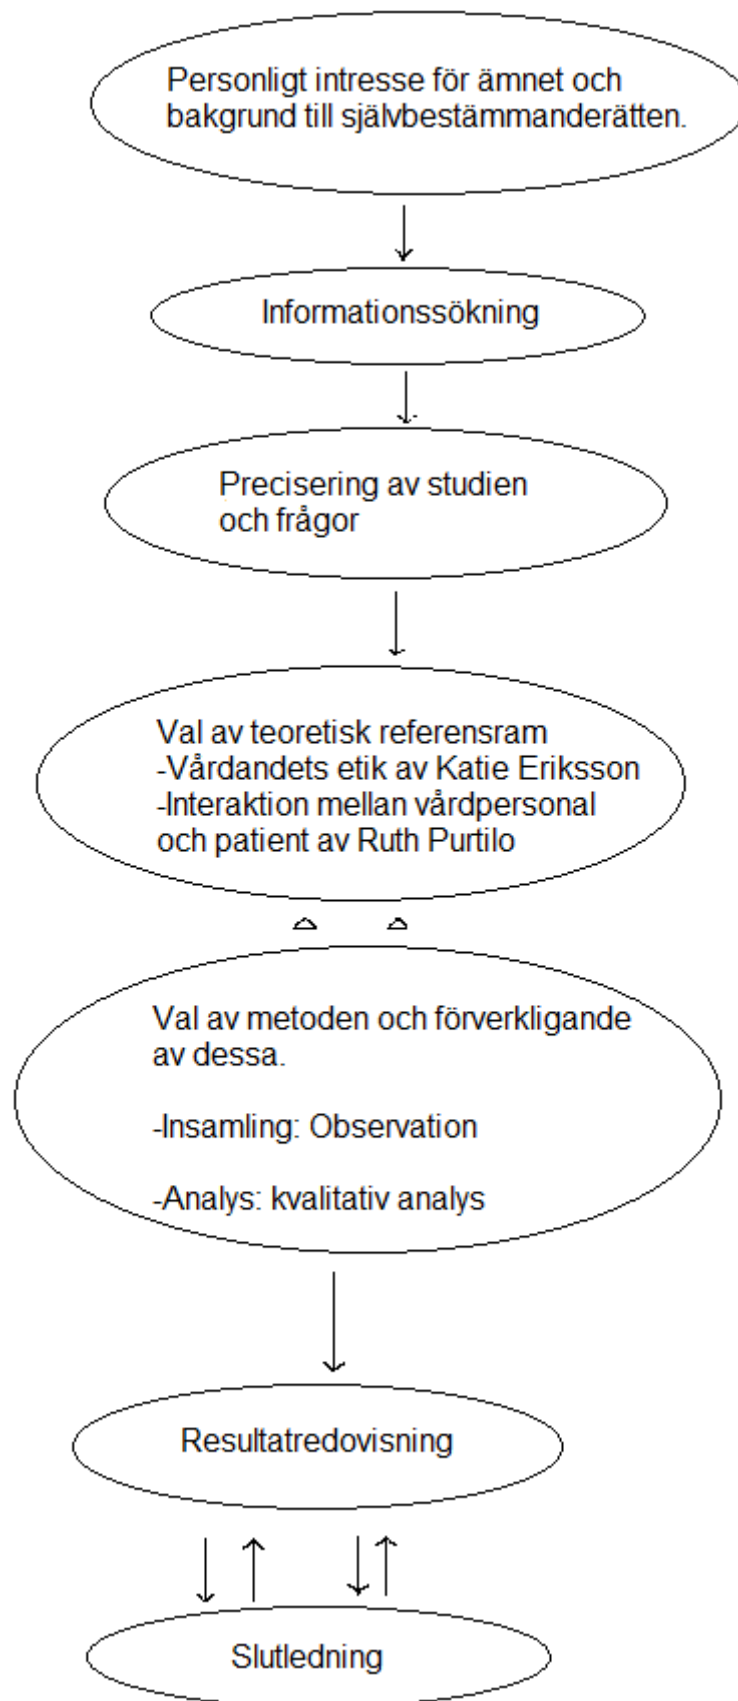 Personligt intresse för ämnet och
bakgrund till självbestämmanderätten.
Informationssökning
Precisering av studien
och frågor
Val av teoretisk referensram
-Vårdandets etik av Katie Eriksson
-Interaktion mellan vårdpersonal
och patient av Ruth Purtilo
Val av metoden och förverkligande
av dessa.
-Insamling: Observation
-Analys: kvalitativ analys
Resultatredovisning
Slutledning